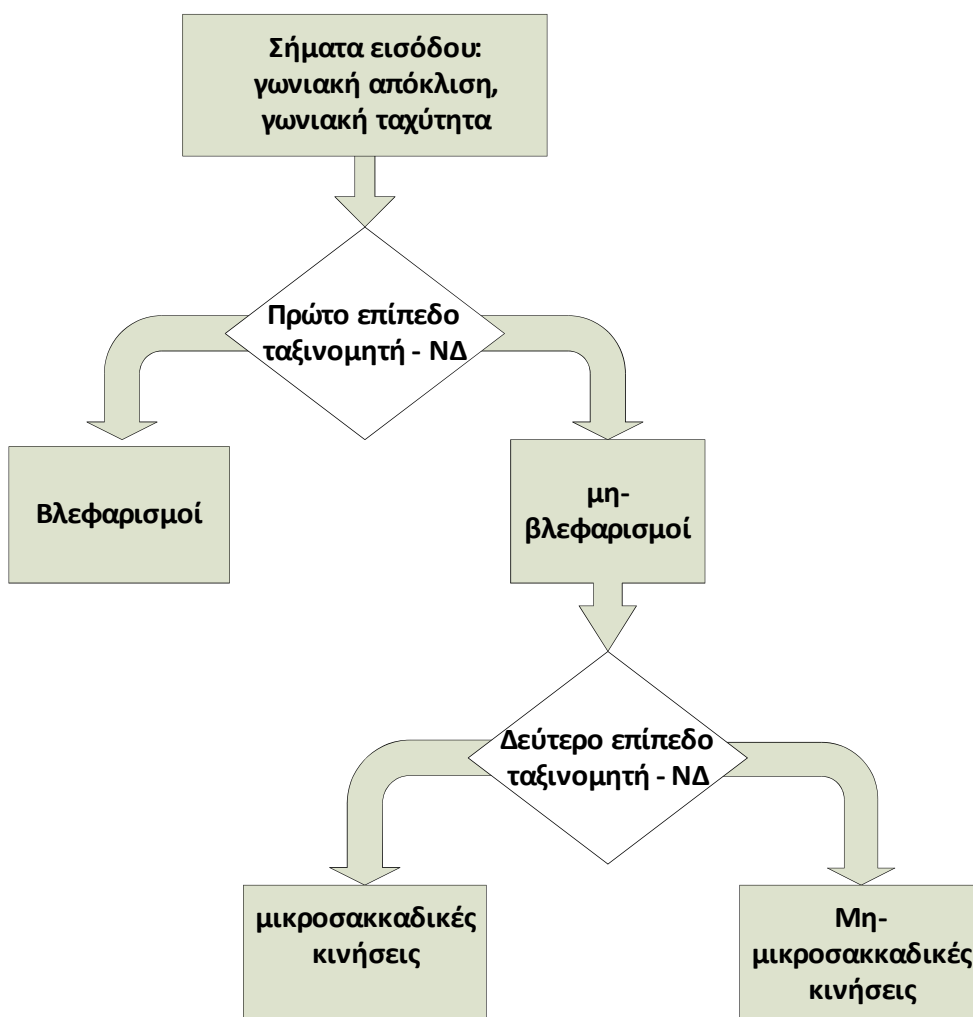 Σήματα εισόδου:
γωνιακή απόκλιση,
γωνιακή ταχύτητα
Πρώτο επίπεδο
ταξινομητή - ΝΔ
Βλεφαρισμοί
μη-
βλεφαρισμοί
Δεύτερο επίπεδο
ταξινομητή - ΝΔ
μικροσακκαδικές
κινήσεις
Μη-
μικροσακκαδικές
κινήσεις